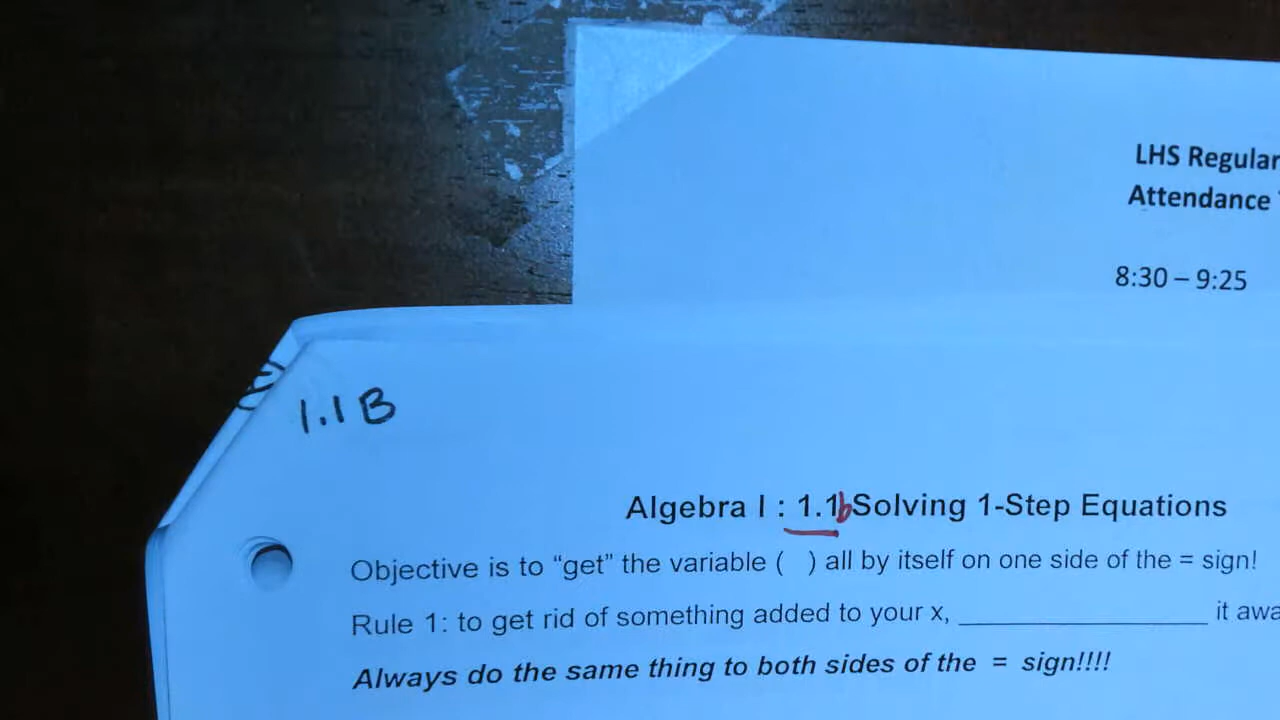 LHS Regular
Attendance
8:30 – 9:25
1.1 B
Algebra I : 1.1b Solving 1-Step Equations
Objective is to “get” the variable ( ) all by itself on one side of the = sign!
Rule 1: to get rid of something added to your x, _________________ it awa
Always do the same thing to both sides of the = sign!!!!